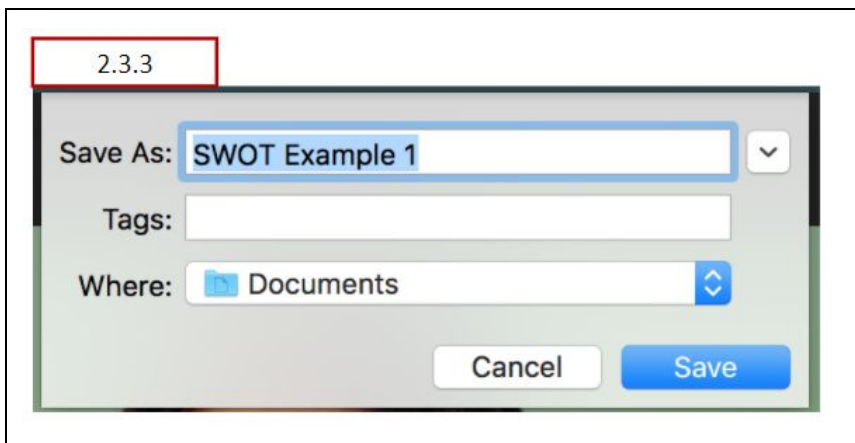 2.3.3
Save As: SWOT Example 1
Tags:
Where: Documents
Cancel Save